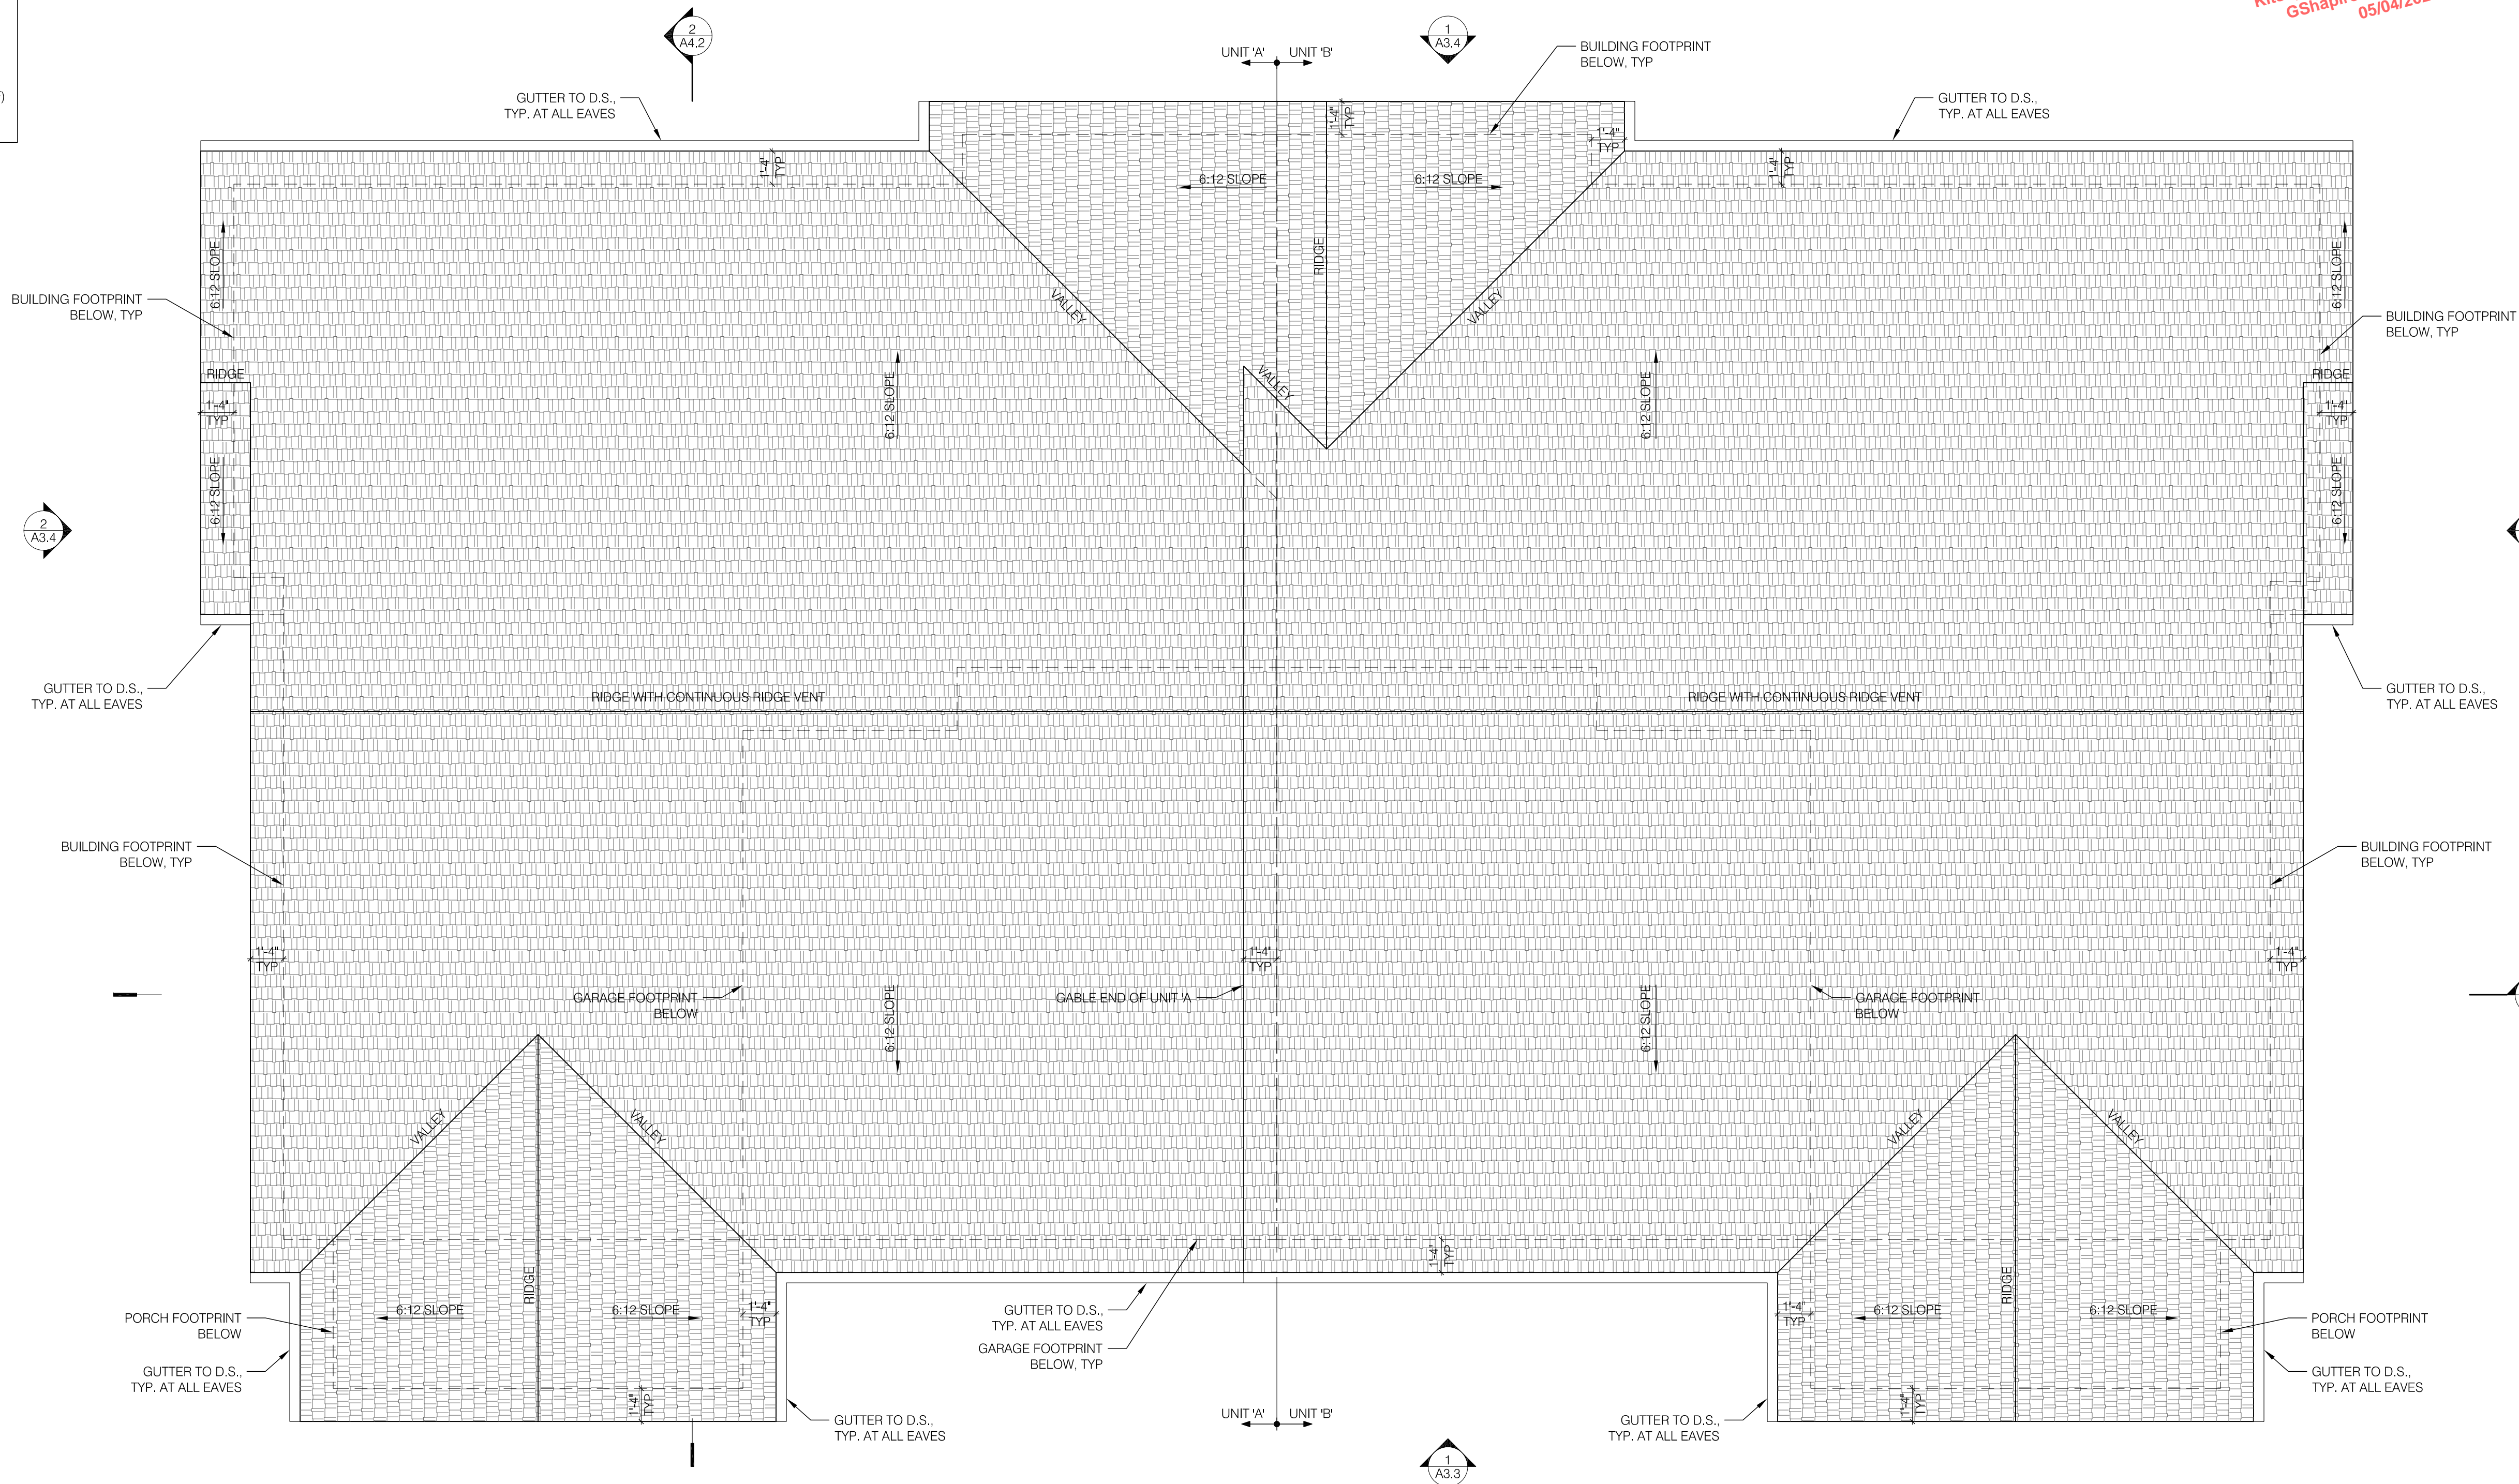 GShapiro
05/04/202
2
A4.2
1
A3.4
UNIT 'A'
UNIT 'B'
BUILDING FOOTPRINT
BELOW, TYP
GUTTER TO D.S.,
TYP. AT ALL EAVES
GUTTER TO D.S.,
TYP. AT ALL EAVES
1'-4"
TYP
1'-4"
TYP
1'-4"
TYP
1'-4"
TYP
6:12 SLOPE
6:12 SLOPE
6:12 SLOPE
6:12 SLOPE
RIDGE
VALLEY
VALLEY
BUILDING FOOTPRINT
BELOW, TYP
BUILDING FOOTPRINT
BELOW, TYP
RIDGE
RIDGE
VALLEY
1'-4"
TYP
1'-4"
TYP
6:12 SLOPE
6:12 SLOPE
6:12 SLOPE
6:12 SLOPE
2
A3.4
GUTTER TO D.S.,
TYP. AT ALL EAVES
RIDGE WITH CONTINUOUS RIDGE VENT
RIDGE WITH CONTINUOUS RIDGE VENT
GUTTER TO D.S.,
TYP. AT ALL EAVES
BUILDING FOOTPRINT
BELOW, TYP
BUILDING FOOTPRINT
BELOW, TYP
1'-4"
TYP
1'-4"
TYP
1'-4"
TYP
GARAGE FOOTPRINT
BELOW
GABLE END OF UNIT 'A
GARAGE FOOTPRINT
BELOW
6:12 SLOPE
6:12 SLOPE
VALLEY
VALLEY
VALLEY
VALLEY
1'-4"
TYP
RIDGE
RIDGE
PORCH FOOTPRINT
BELOW
6:12 SLOPE
6:12 SLOPE
1'-4"
TYP
GUTTER TO D.S.,
TYP. AT ALL EAVES
GARAGE FOOTPRINT
BELOW, TYP
1'-4"
TYP
6:12 SLOPE
6:12 SLOPE
PORCH FOOTPRINT
BELOW
GUTTER TO D.S.,
TYP. AT ALL EAVES
GUTTER TO D.S.,
TYP. AT ALL EAVES
1'-4"
TYP
1'-4"
TYP
GUTTER TO D.S.,
TYP. AT ALL EAVES
UNIT 'A'
UNIT 'B'
GUTTER TO D.S.,
TYP. AT ALL EAVES
1
A3.3